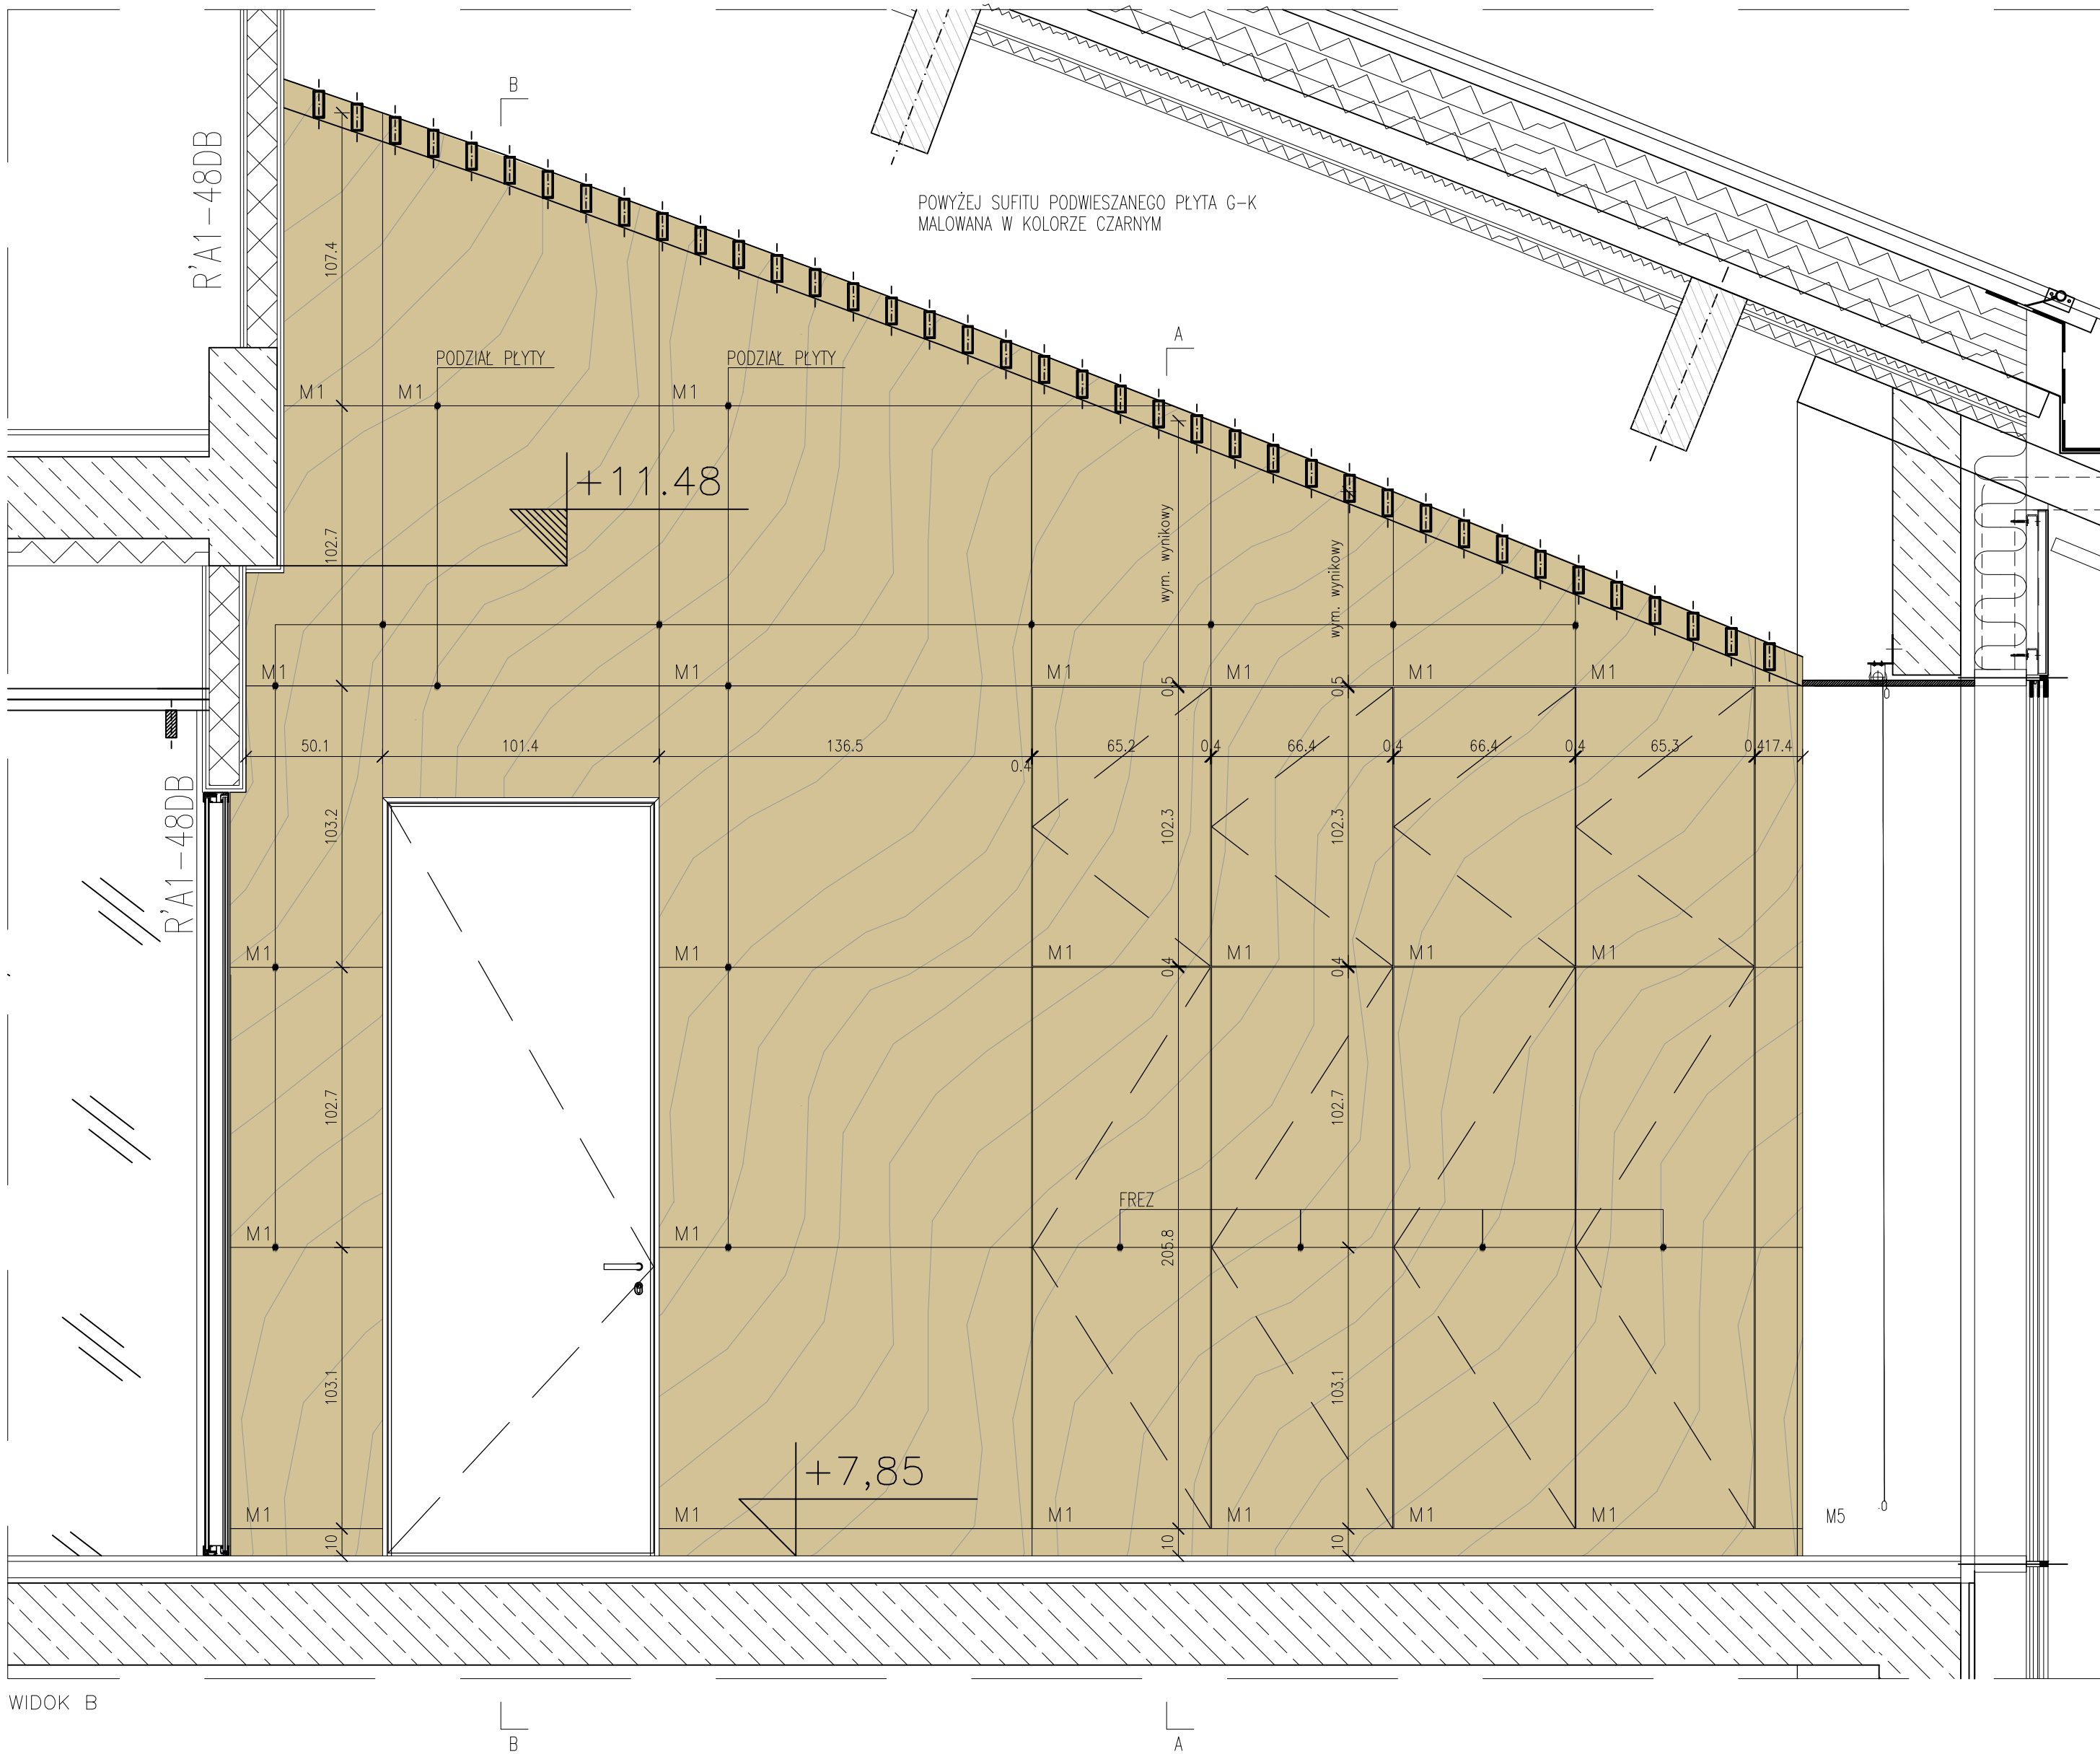 B
R'A1-48DB
POWYŻEJ SUFITU PODWIESZANEGO PŁYTA G-K
MALOWANA W KOLORZE CZARNYM
107.4
A
PODZIAŁ PŁYTY
PODZIAŁ PŁYTY
M1
M1
M1
+11.48
102.7
wym. wynikowy
wym. wynikowy
M1
M1
M1
M1
M1
M1
0.5
0.5
0
50.1
101.4
136.5
0.4
65.2
0.4
66.4
0.4
66.4
0.4
65.3
0.4
17.4
R'A1-48DB
103.2
102.3
102.3
M1
M1
M1
M1
M1
M1
0.4
0.4
102.7
102.7
FREZ
M1
M1
205.8
103.1
103.1
+7,85
M1
M1
M1
M1
M1
M1
M5
0
10
10
10
WIDOK B
B
A